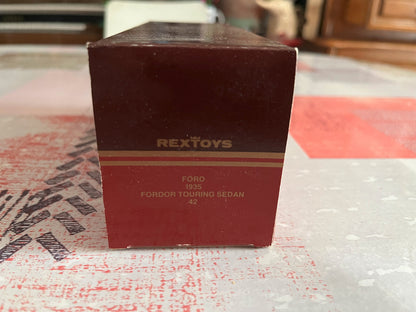 REXTOYS
FORD
1935
FORDOR TOURING SEDAN
42